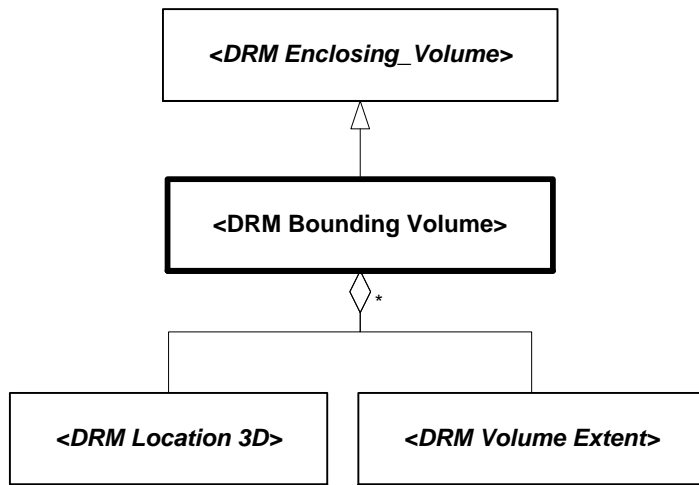 <DRM Enclosing_Volume>
<DRM Bounding Volume>
*
<DRM Location 3D>
<DRM Volume Extent>